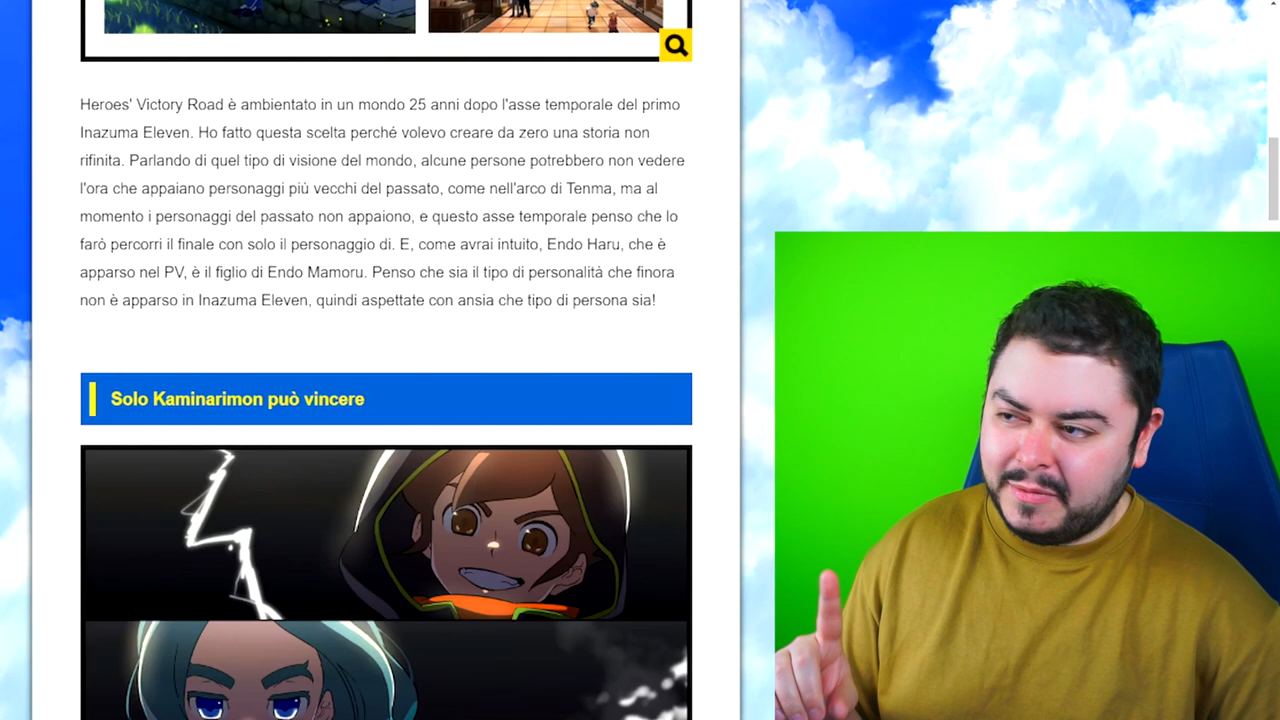 Heroes' Victory Road è ambientato in un mondo 25 anni dopo l'asse temporale del primo
Inazuma Eleven. Ho fatto questa scelta perché volevo creare da zero una storia non
rifinita. Parlando di quel tipo di visione del mondo, alcune persone potrebbero non vedere
l'ora che appaiano personaggi più vecchi del passato, come nell'arco di Tenma, ma al
momento i personaggi del passato non appaiono, e questo asse temporale penso che lo
farò percorri il finale con solo il personaggio di. E, come avrai intuito, Endo Haru, che è
apparso nel PV, è il figlio di Endo Mamoru. Penso che sia il tipo di personalità che finora
non è apparso in Inazuma Eleven, quindi aspettate con ansia che tipo di persona sia!
Solo Kaminarimon può vincere